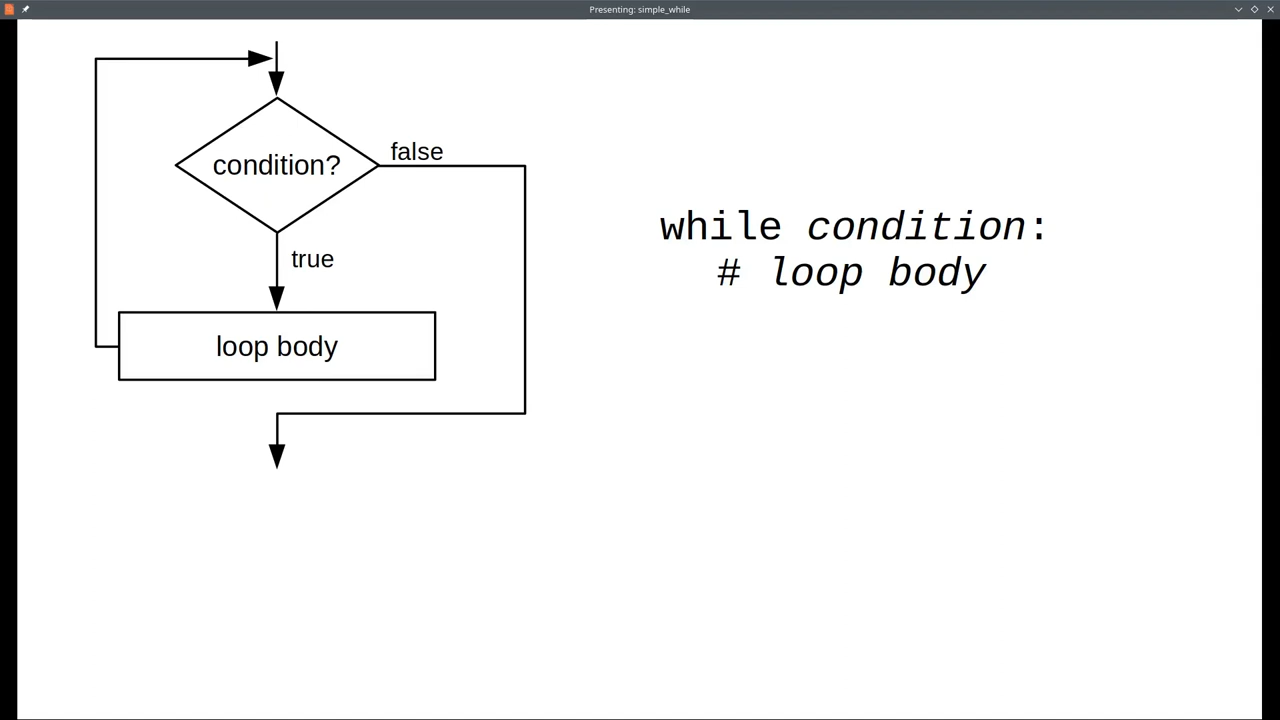 Presenting: simple_while
condition?
false
true
loop body
while condition:
# loop body